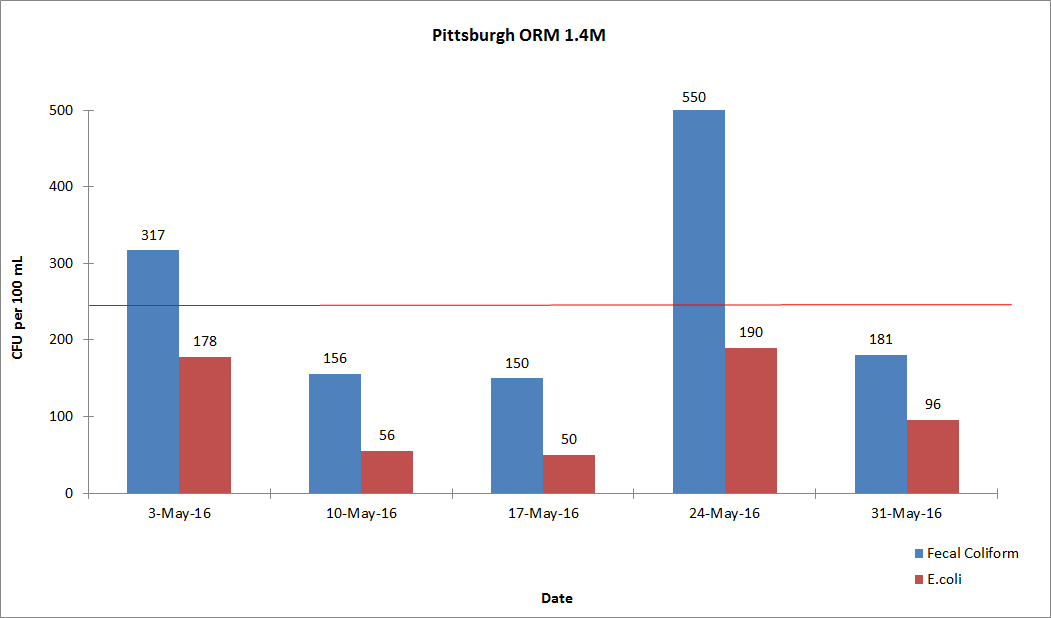 Pittsburgh ORM 1.4M
CFU per 100 mL
500
400
300
200
100
0
317
178
156
56
150
50
550
190
181
96
3-May-16
10-May-16
17-May-16
24-May-16
31-May-16
Fecal Coliform
E.coli
Date